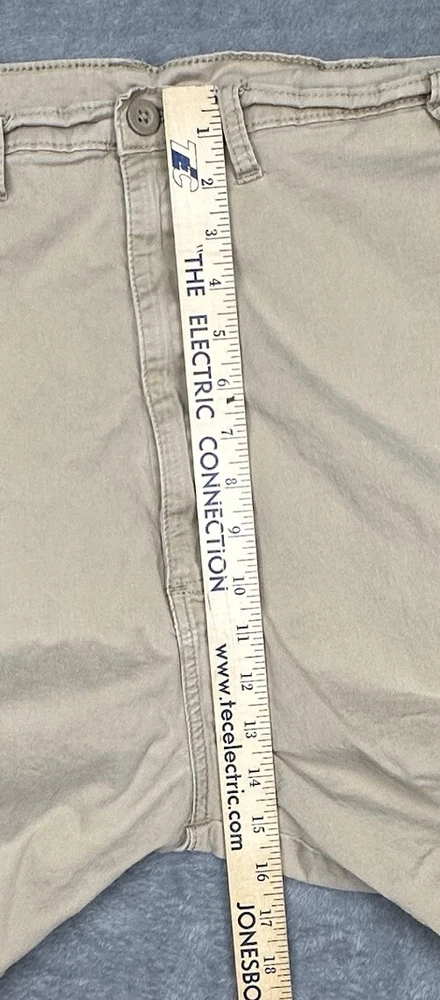 TEC
"THE ELECTRIC CONNECTION
www.tecelectric.com
JONESBO
1 2 3 4 5 6 7 8 9 10 11 12 13 14 15 16 17 18